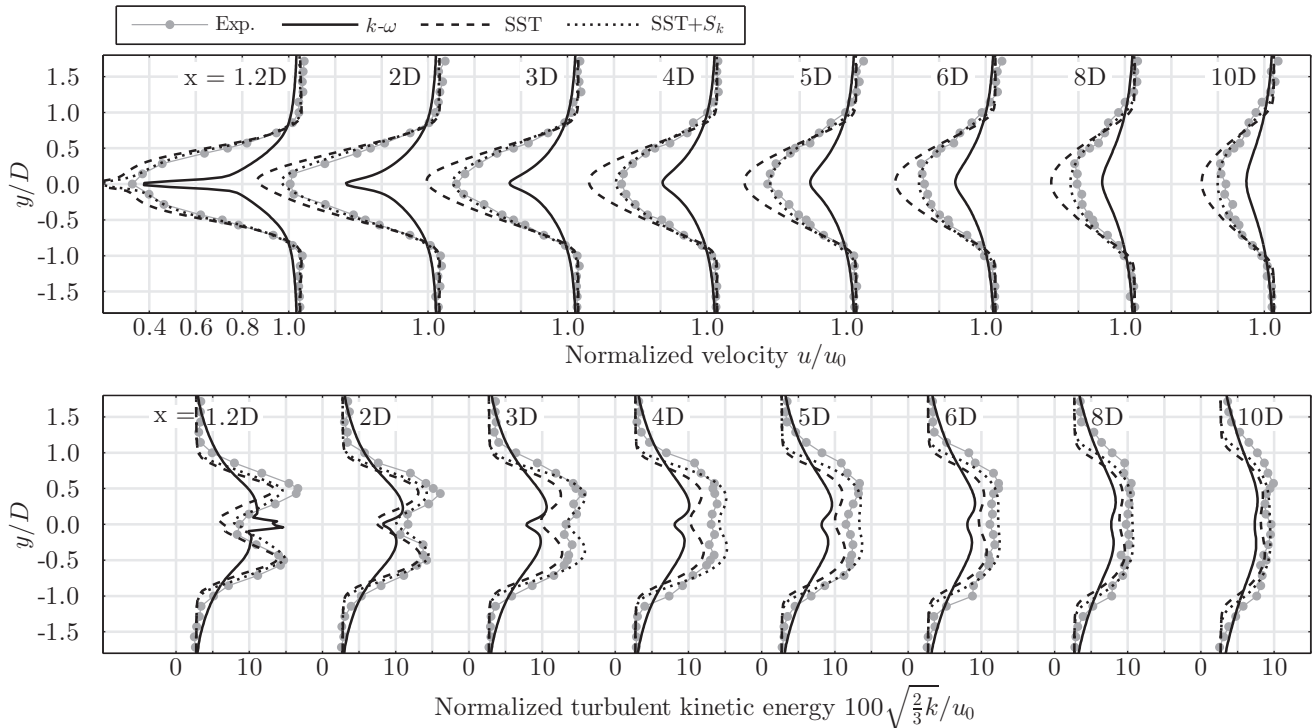 Exp. k-ω SST SST+Sₖ
x = 1.2D 2D 3D 4D 5D 6D 8D 10D
1.5
1.0
0.5
0.0
-0.5
-1.0
-1.5
y/D
0.4 0.6 0.8 1.0 1.0 1.0 1.0 1.0 1.0 1.0 1.0
Normalized velocity u/u₀
x = 1.2D 2D 3D 4D 5D 6D 8D 10D
1.5
1.0
0.5
0.0
-0.5
-1.0
-1.5
y/D
0 10 0 10 0 10 0 10 0 10 0 10 0 10 0 10
Normalized turbulent kinetic energy 100√(2/3 k)/u₀